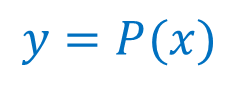 y = P(x)